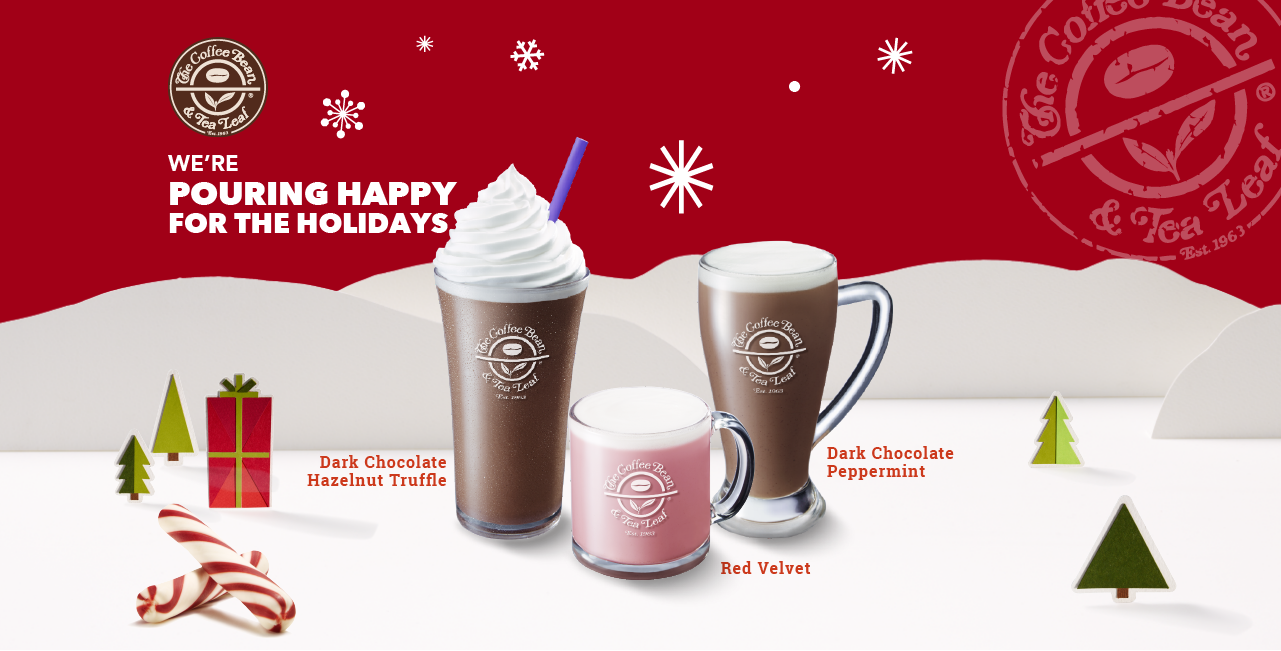 The Coffee Bean
& Tea Leaf
®
Est. 1963
WE'RE
POURING HAPPY
FOR THE HOLIDAYS
The Coffee Bean
& Tea Leaf
Est. 1963
®
The Coffee Bean
& Tea Leaf
Est. 1963
The Coffee Bean
®
& Tea Leaf
Est. 1963
The Coffee Bean
& Tea Leaf
Est. 1963
Dark Chocolate
Hazelnut Truffle
Dark Chocolate
Peppermint
Red Velvet